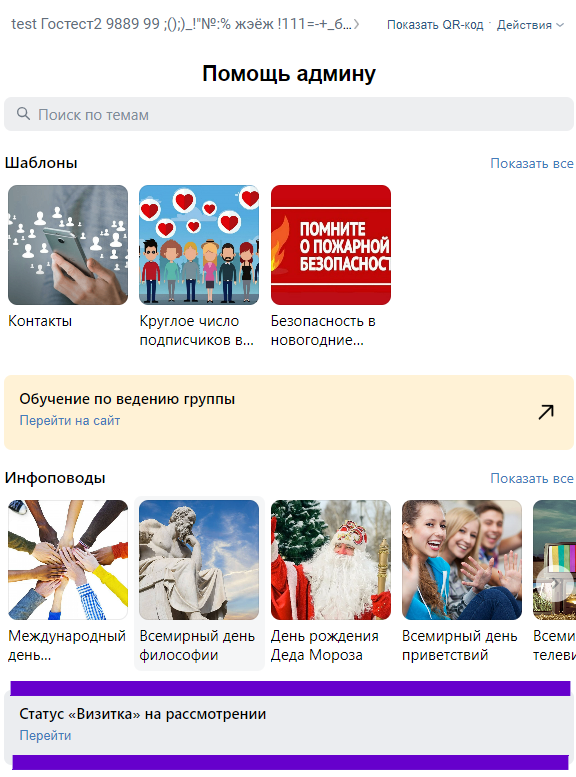 test Гостест2 9889 99 ;();)_!"№:% жэёж !111=-+_б...
Показать QR-код · Действия
Помощь админу
Поиск по темам
Шаблоны
Показать все
ПОМНИТЕ
О ПОЖАРНОЙ
БЕЗОПАСНОСТ
Контакты
Круглое число
подписчиков в...
Безопасность в
новогодние...
Обучение по ведению группы
Перейти на сайт
Инфоповоды
Показать все
Международный
день...
Всемирный день
философии
День рождения
Деда Мороза
Всемирный день
приветствий
Всеми
телеви
Статус «Визитка» на рассмотрении
Перейти